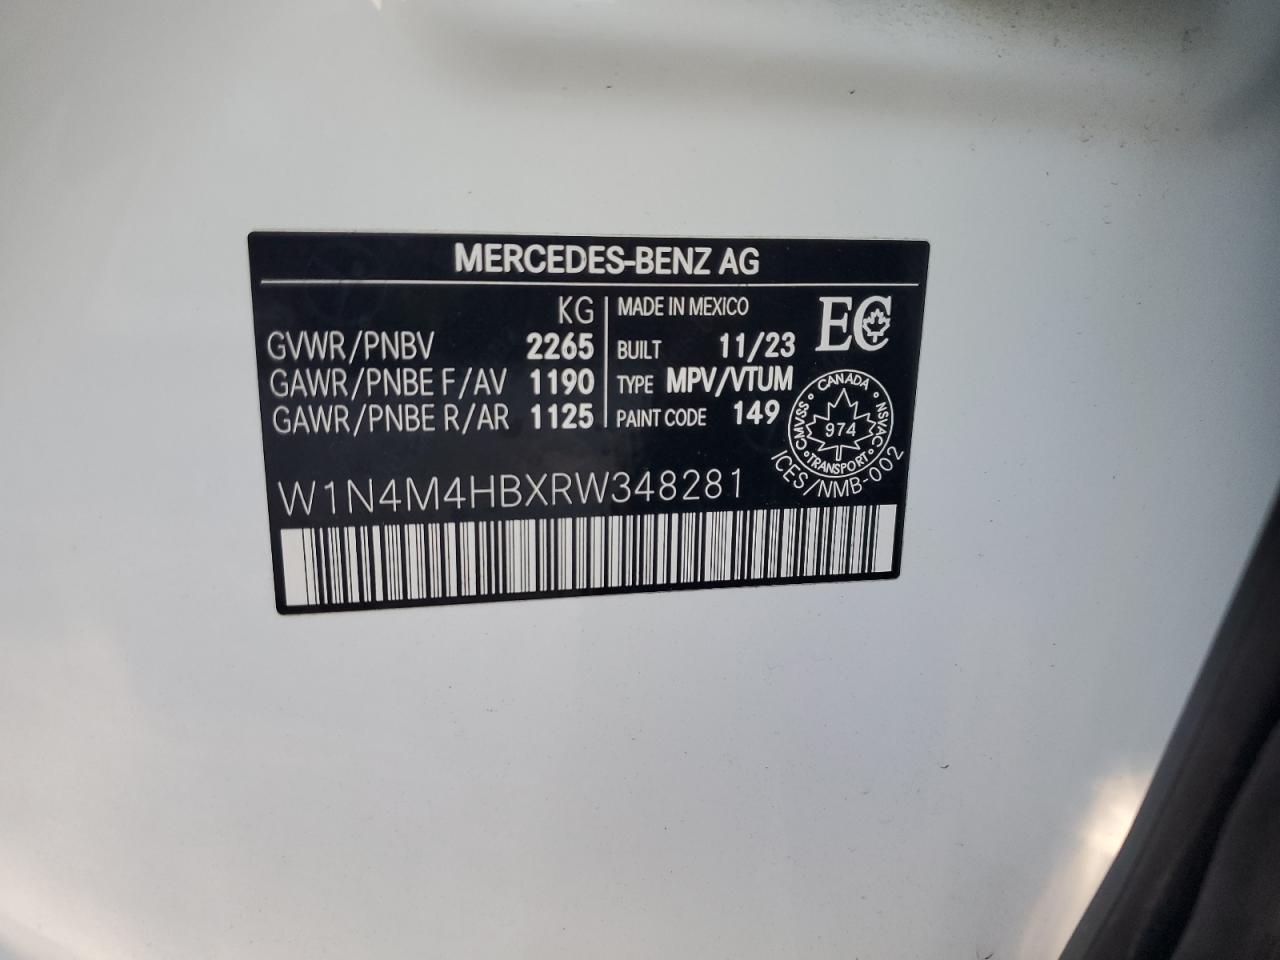 MERCEDES-BENZ AG
KG
GVWR/PNBV 2265
GAWR/PNBE F/AV 1190
GAWR/PNBE R/AR 1125
MADE IN MEXICO
BUILT 11/23
TYPE MPV/VTUM
PAINT CODE 149
EC
CANADA
CMVSS NSVAC
974
TRANSPORT
ICES/NMB-002
W1N4M4HBXRW348281